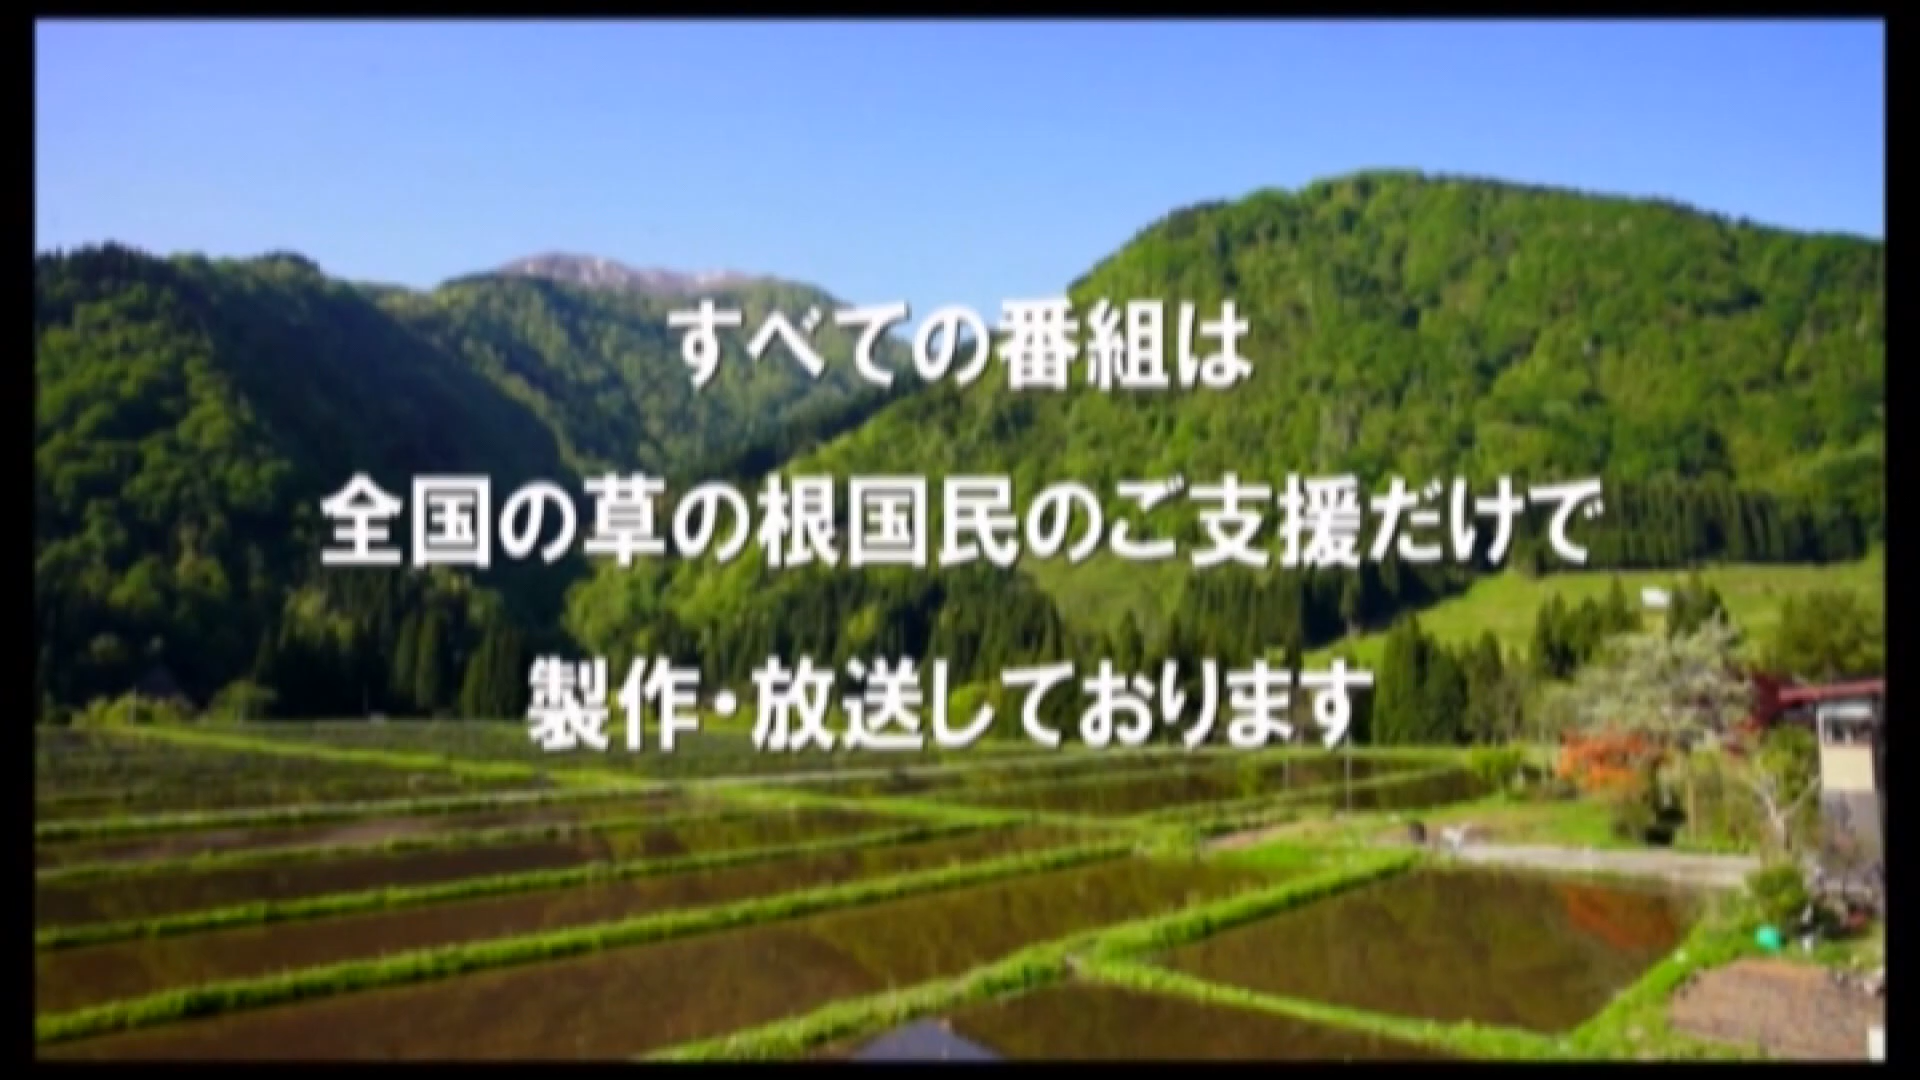 すべての番組は
全国の草の根国民のご支援だけで
製作・放送しております